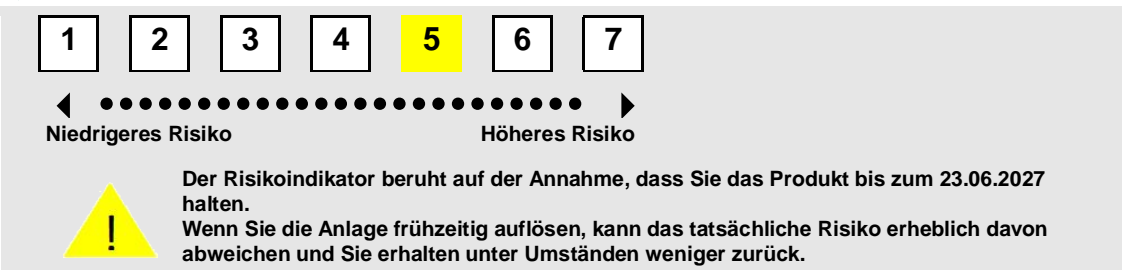 1 2 3 4 5 6 7
Niedrigeres Risiko Höheres Risiko
Der Risikoindikator beruht auf der Annahme, dass Sie das Produkt bis zum 23.06.2027
halten.
! Wenn Sie die Anlage frühzeitig auflösen, kann das tatsächliche Risiko erheblich davon
abweichen und Sie erhalten unter Umständen weniger zurück.